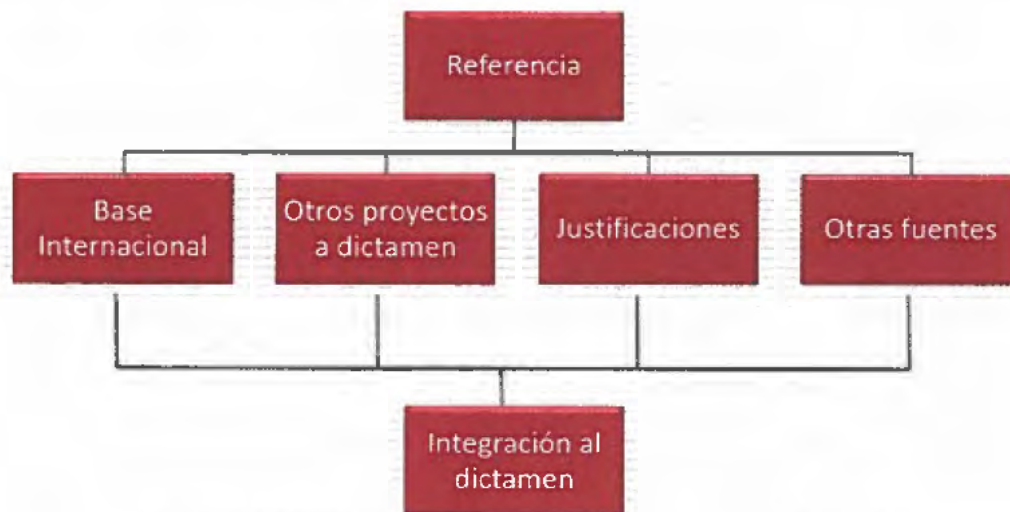 Referencia
Base
Internacional
Otros proyectos
a dictamen
Justificaciones
Otras fuentes
Integración al
dictamen